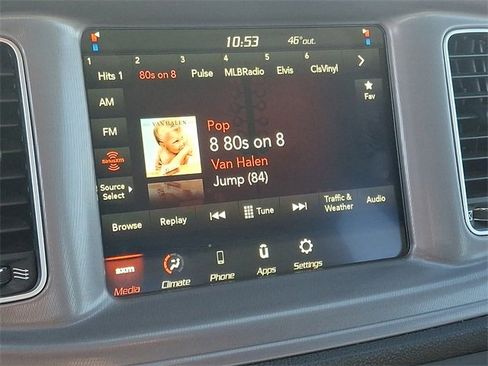 10:53 46°out.
1 2 3 4 5 6
Hits 1 80s on 8 Pulse MLBRadio Elvis ClsVinyl
AM
Fav
FM
VAN HALEN
Pop
8 80s on 8
SiriusXM
Van Halen
Source
Select
Jump (84)
Browse Replay Tune Traffic &
Weather Audio
sxm
Media Climate Phone Apps Settings